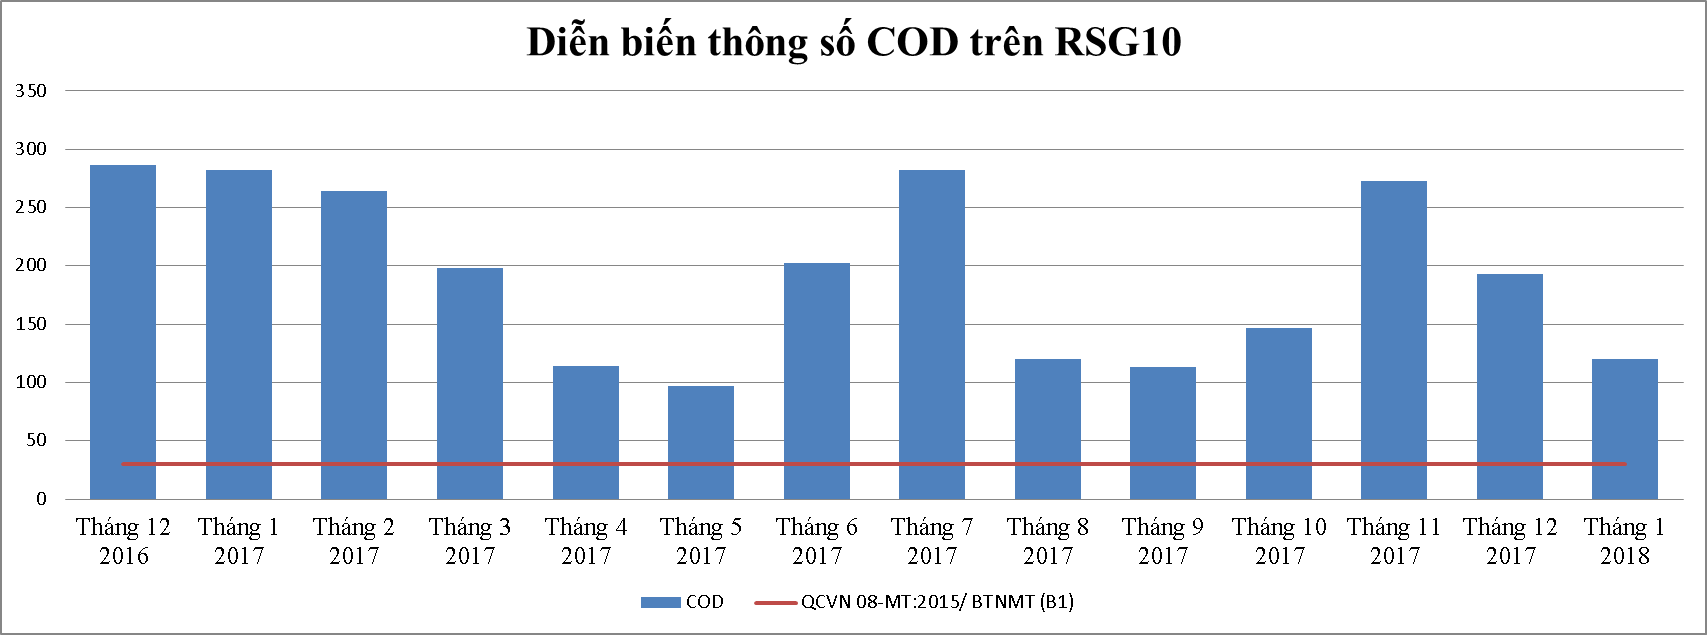 Diễn biến thông số COD trên RSG10
350
300
250
200
150
100
50
0
Tháng 12 Tháng 1 Tháng 2 Tháng 3 Tháng 4 Tháng 5 Tháng 6 Tháng 7 Tháng 8 Tháng 9 Tháng 10 Tháng 11 Tháng 12 Tháng 1
2016 2017 2017 2017 2017 2017 2017 2017 2017 2017 2017 2017 2017 2018
COD QCVN 08-MT:2015/ BTNMT (B1)